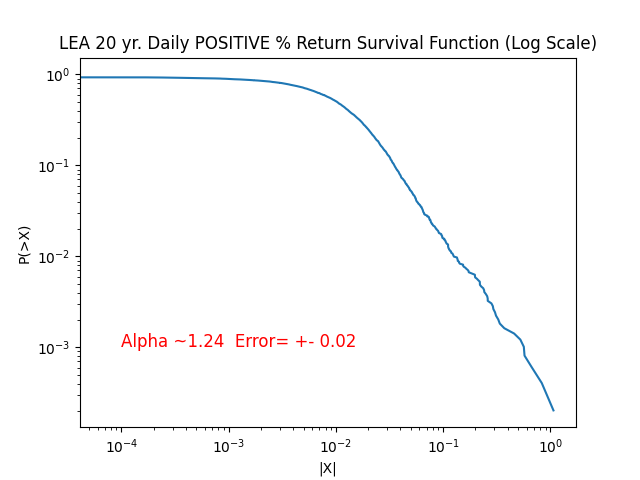 LEA 20 yr. Daily POSITIVE % Return Survival Function (Log Scale)
10⁰
10⁻¹
P(>X)
10⁻²
Alpha ~1.24  Error= +- 0.02
10⁻³
10⁻⁴ 10⁻³ 10⁻² 10⁻¹ 10⁰
|X|